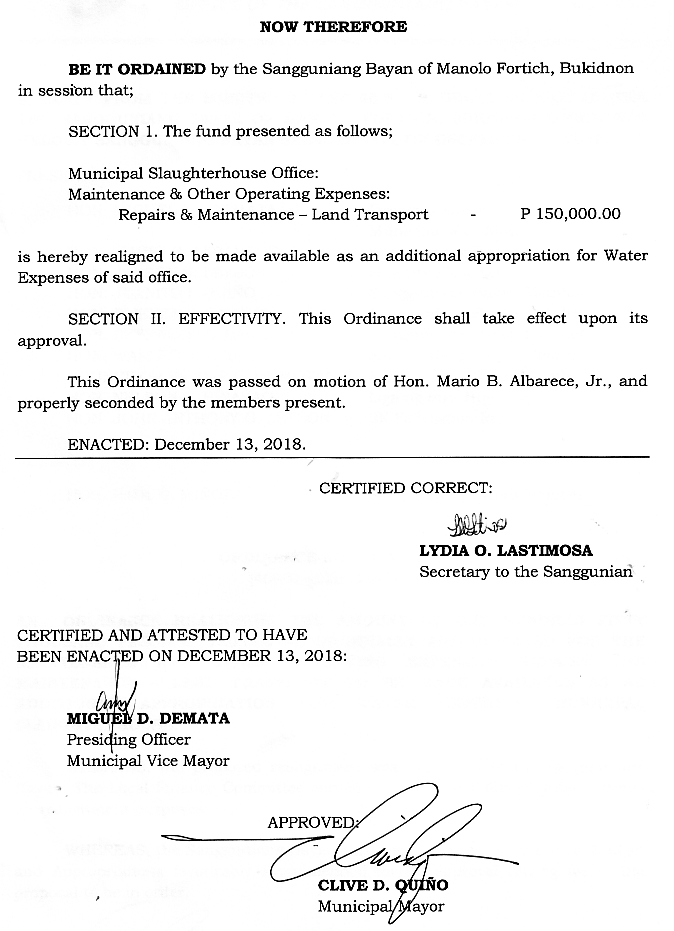 NOW THEREFORE
BE IT ORDAINED by the Sangguniang Bayan of Manolo Fortich, Bukidnon
in session that;
SECTION 1. The fund presented as follows;
Municipal Slaughterhouse Office:
Maintenance & Other Operating Expenses:
Repairs & Maintenance – Land Transport - P 150,000.00
is hereby realigned to be made available as an additional appropriation for Water
Expenses of said office.
SECTION II. EFFECTIVITY. This Ordinance shall take effect upon its
approval.
This Ordinance was passed on motion of Hon. Mario B. Albarece, Jr., and
properly seconded by the members present.
ENACTED: December 13, 2018.
CERTIFIED CORRECT:
LYDIA O. LASTIMOSA
Secretary to the Sanggunian
CERTIFIED AND ATTESTED TO HAVE
BEEN ENACTED ON DECEMBER 13, 2018:
MIGUEL D. DEMATA
Presiding Officer
Municipal Vice Mayor
APPROVED:
CLIVE D. QUIÑO
Municipal Mayor